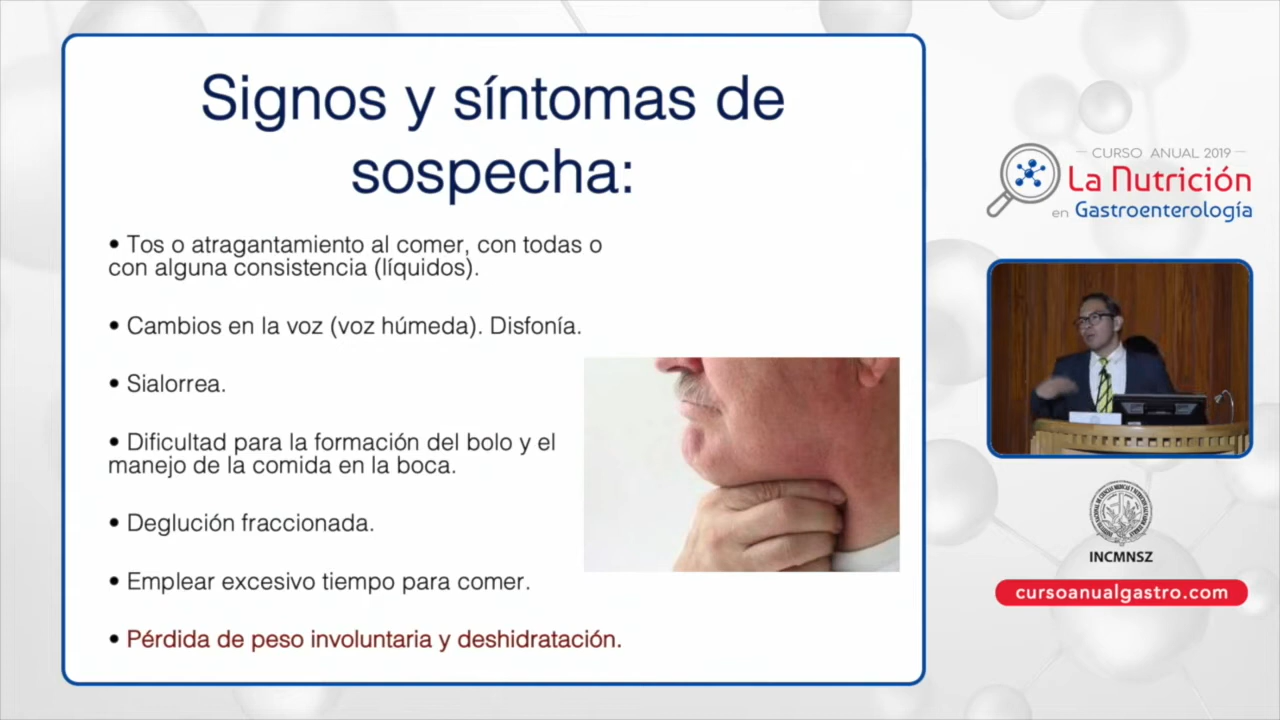 Signos y síntomas de
sospecha:
• Tos o atragantamiento al comer, con todas o
con alguna consistencia (líquidos).
• Cambios en la voz (voz húmeda). Disfonía.
• Sialorrea.
• Dificultad para la formación del bolo y el
manejo de la comida en la boca.
• Deglución fraccionada.
• Emplear excesivo tiempo para comer.
• Pérdida de peso involuntaria y deshidratación.
CURSO ANUAL 2019
La Nutrición
en Gastroenterología
INCMNSZ
cursoanualgastro.com